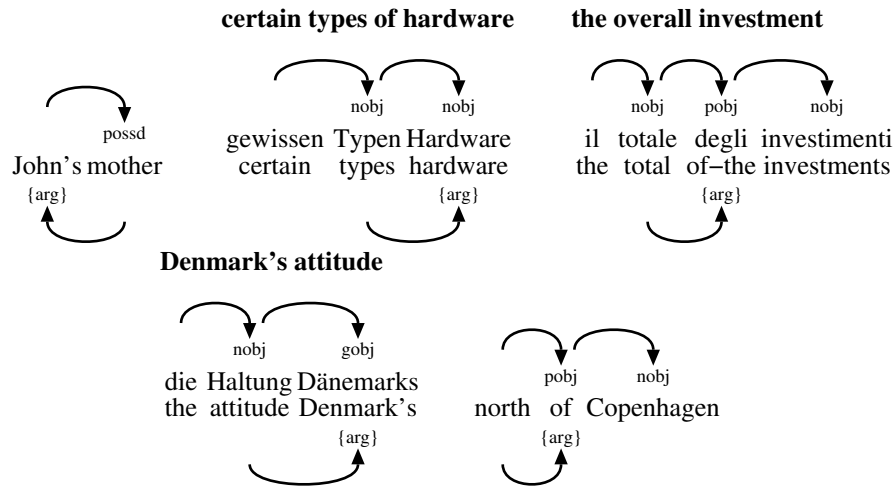 certain types of hardware
the overall investment
nobj nobj
nobj pobj nobj
possd
gewissen Typen Hardware
il totale degli investimenti
John's mother
certain types hardware
the total of−the investments
{arg}
{arg}
{arg}
Denmark's attitude
nobj gobj
pobj nobj
die Haltung Dänemarks
the attitude Denmark's
north of Copenhagen
{arg}
{arg}